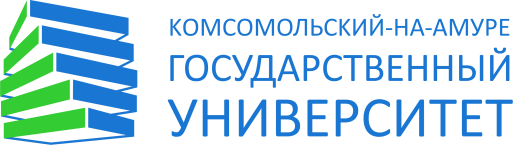 КОМСОМОЛЬСКИЙ-НА-АМУРЕ
ГОСУДАРСТВЕННЫЙ
УНИВЕРСИТЕТ